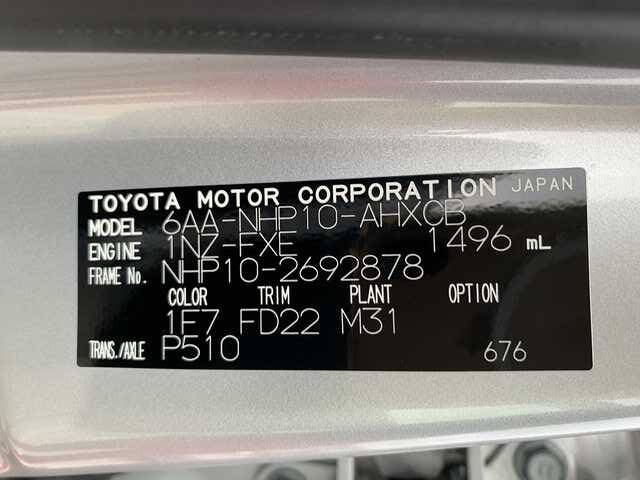 TOYOTA MOTOR CORPORATION JAPAN
MODEL 6AA-NHP10-AHXCB
ENGINE 1NZ-FXE 1496 mL
FRAME No. NHP10-2692878
COLOR TRIM PLANT OPTION
1F7 FD22 M31
TRANS./AXLE P510 676